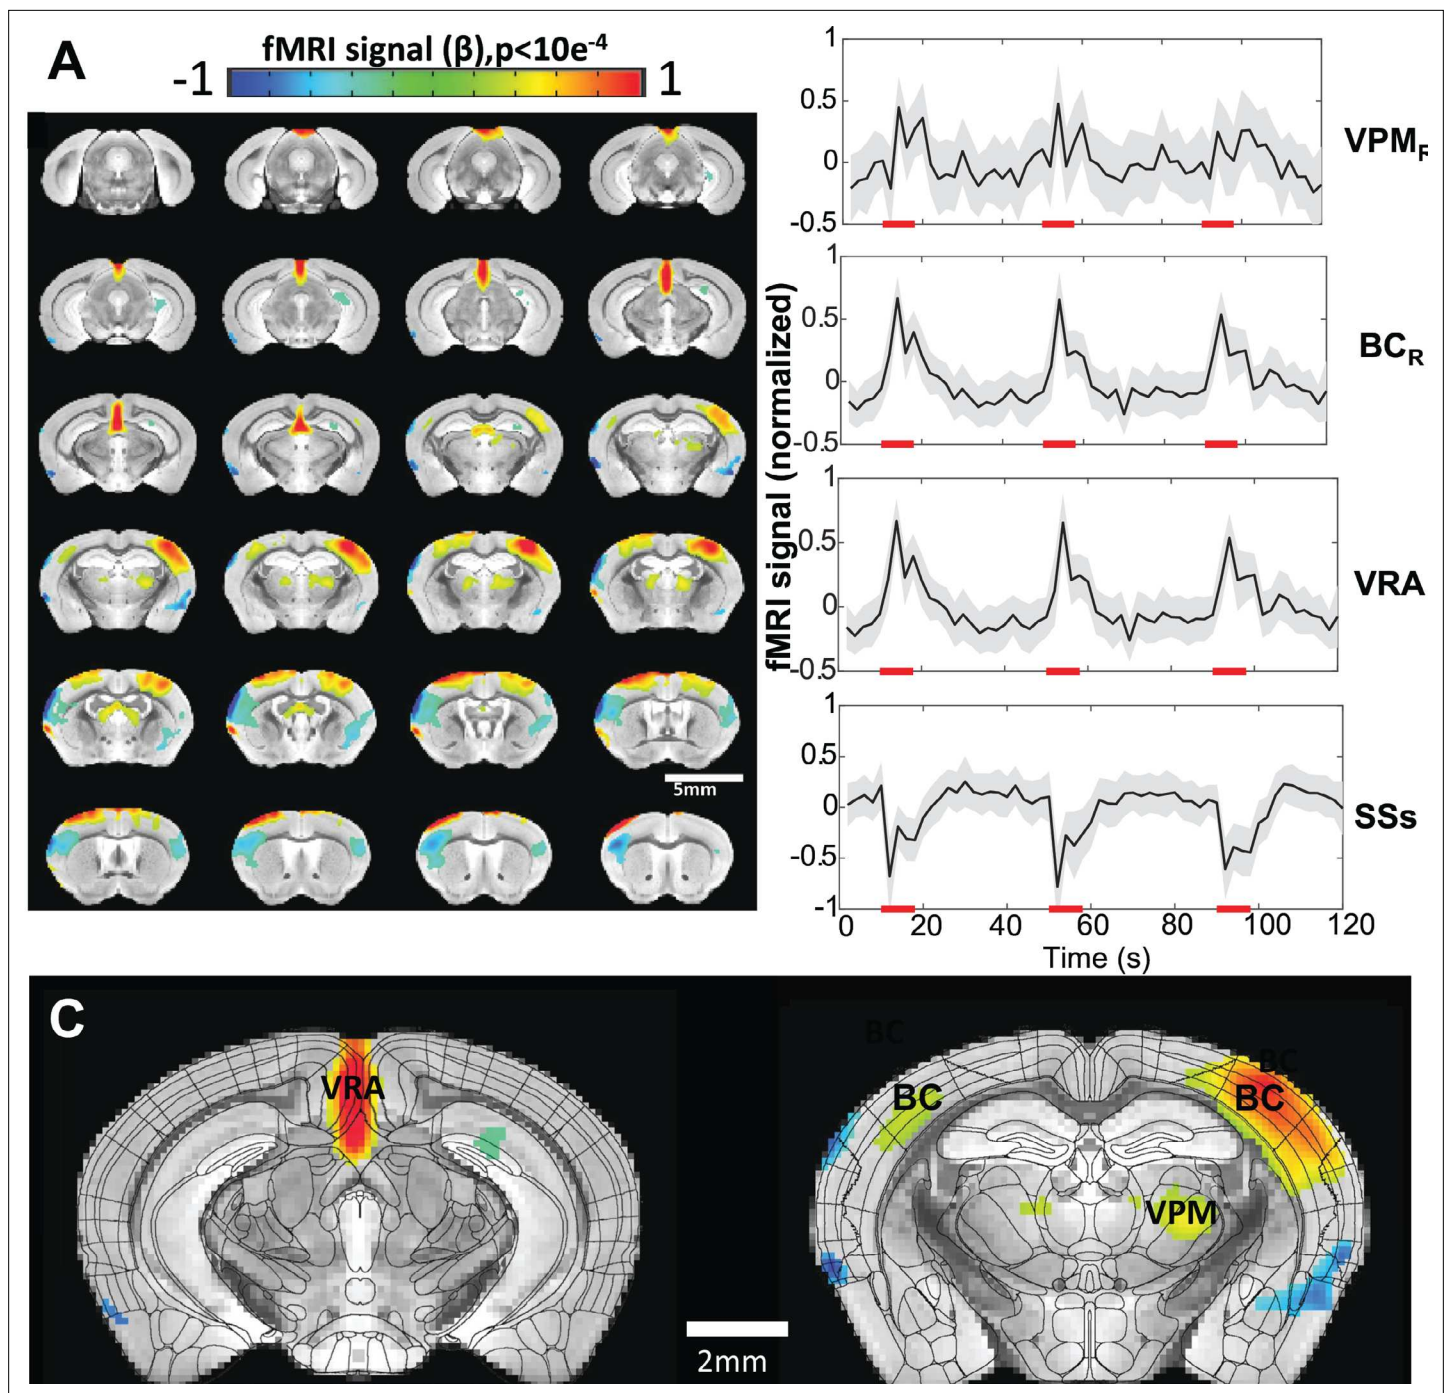 A
fMRI signal (β),p<10e-4
-1 1
5mm
fMRI signal (normalized)
1
0.5
0
-0.5
VPMR
1
0.5
0
-0.5
BCR
1
0.5
0
-0.5
VRA
1
0.5
0
-0.5
-1
SSs
0 20 40 60 80 100 120
Time (s)
C
VRA
2mm
BC
BC
BC
BC
VPM